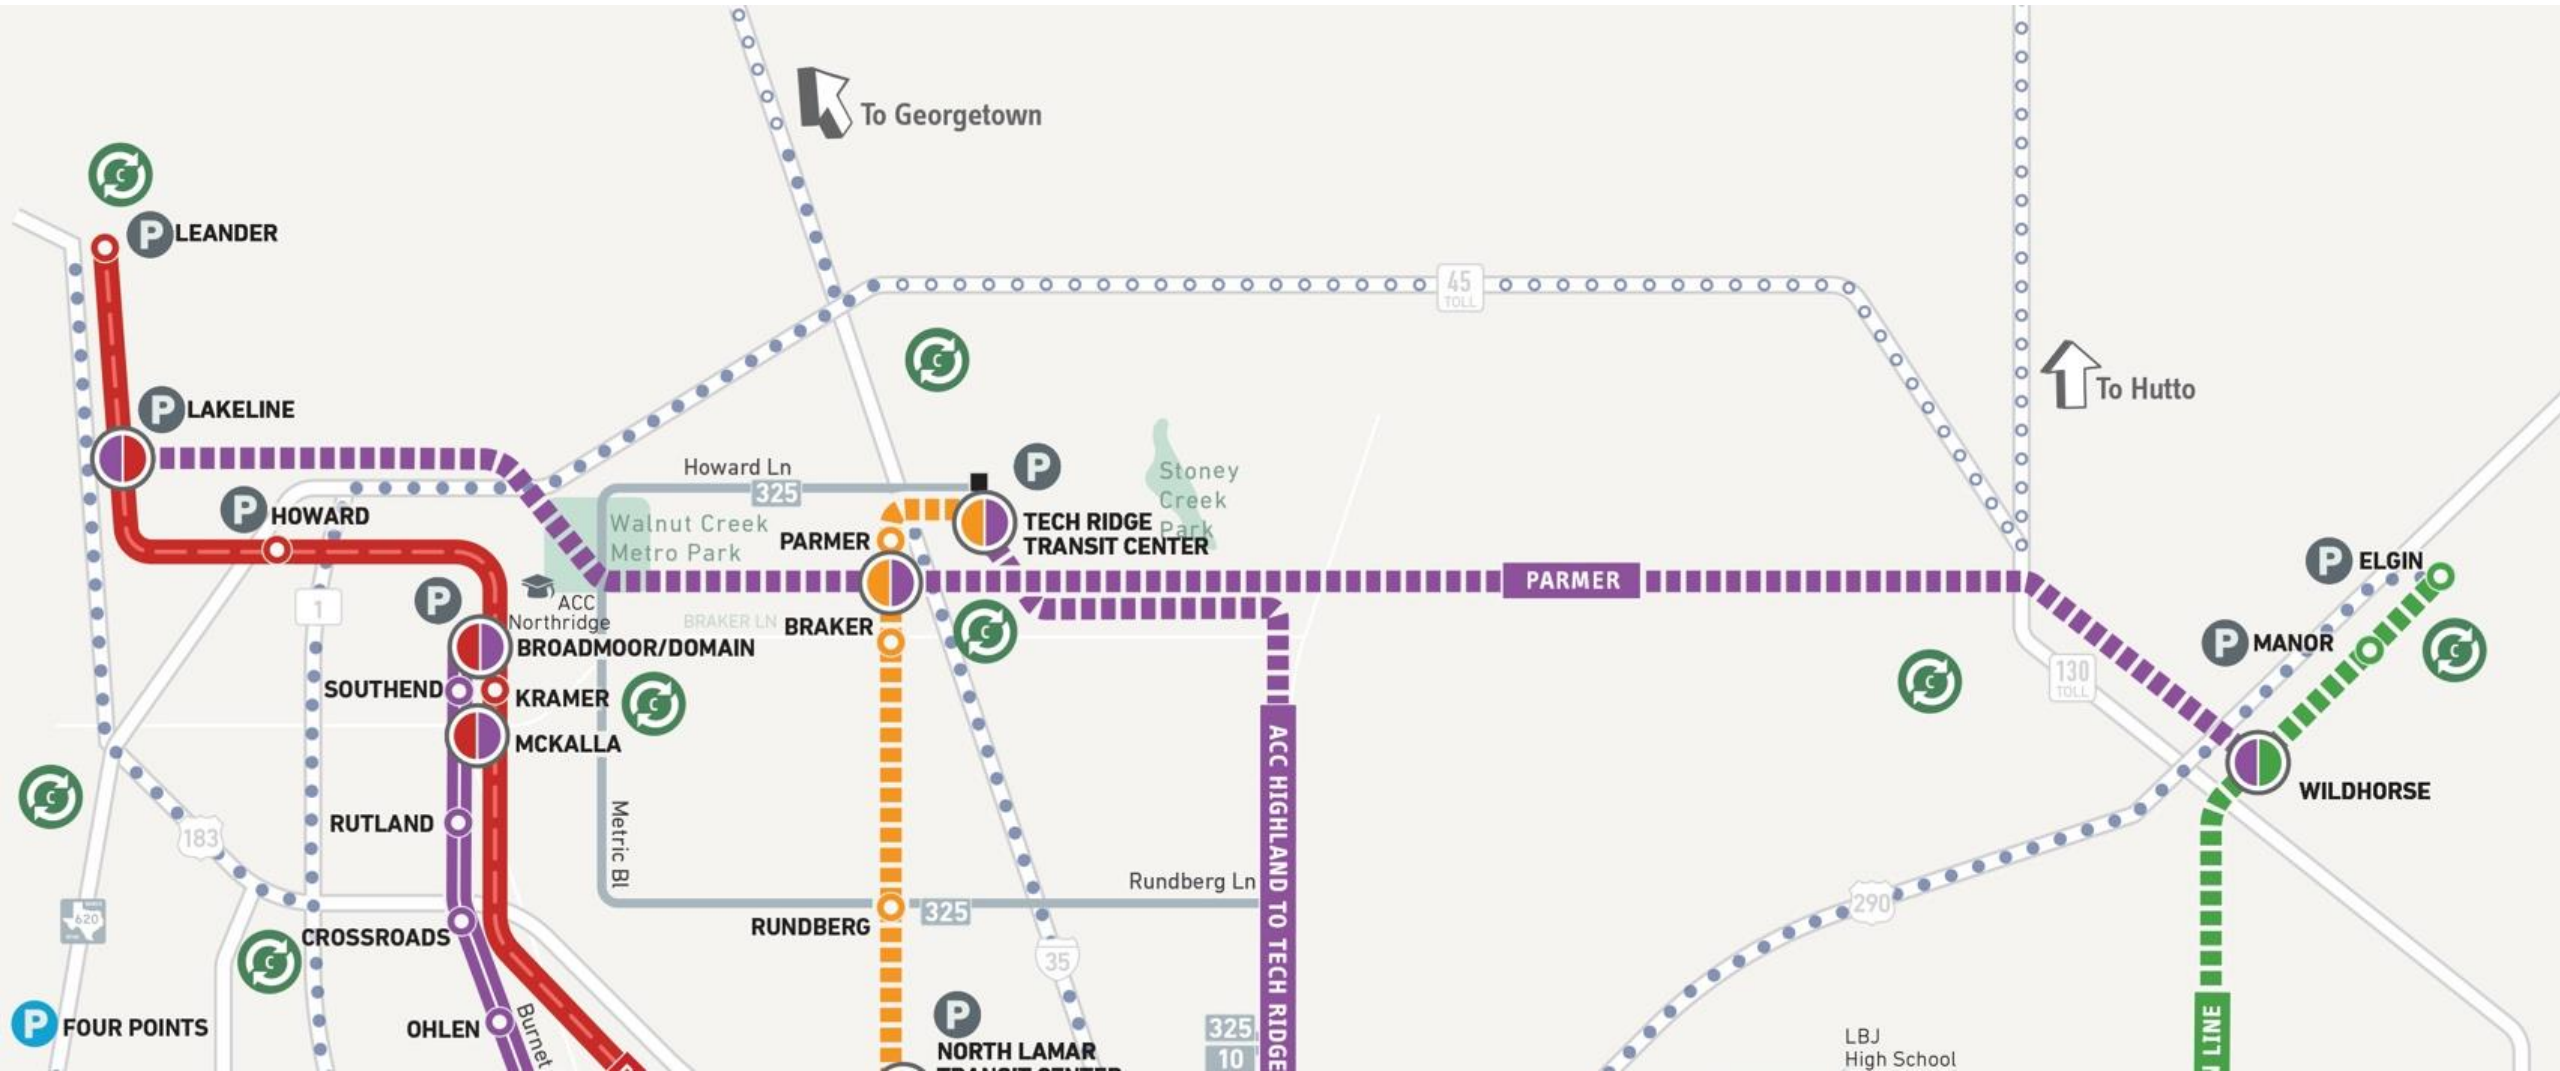 To Georgetown
P LEANDER
45
TOLL
To Hutto
P LAKELINE
Howard Ln
325
P
Stoney
Creek
Park
P HOWARD
Walnut Creek
Metro Park
PARMER
TECH RIDGE
TRANSIT CENTER
P ELGIN
PARMER
1
P
ACC
Northridge
BRAKER LN
BRAKER
P MANOR
BROADMOOR/DOMAIN
130
TOLL
SOUTHEND
KRAMER
MCKALLA
WILDHORSE
RUTLAND
183
Metric Bl
ACC HIGHLAND TO TECH RIDGE
Rundberg Ln
290
620
RUNDBERG
325
CROSSROADS
35
P FOUR POINTS
OHLEN
Burnet
P
NORTH LAMAR
TRANSIT CENTER
325
10
LBJ
High School
LINE
C
C
C
C
C
C
C
C